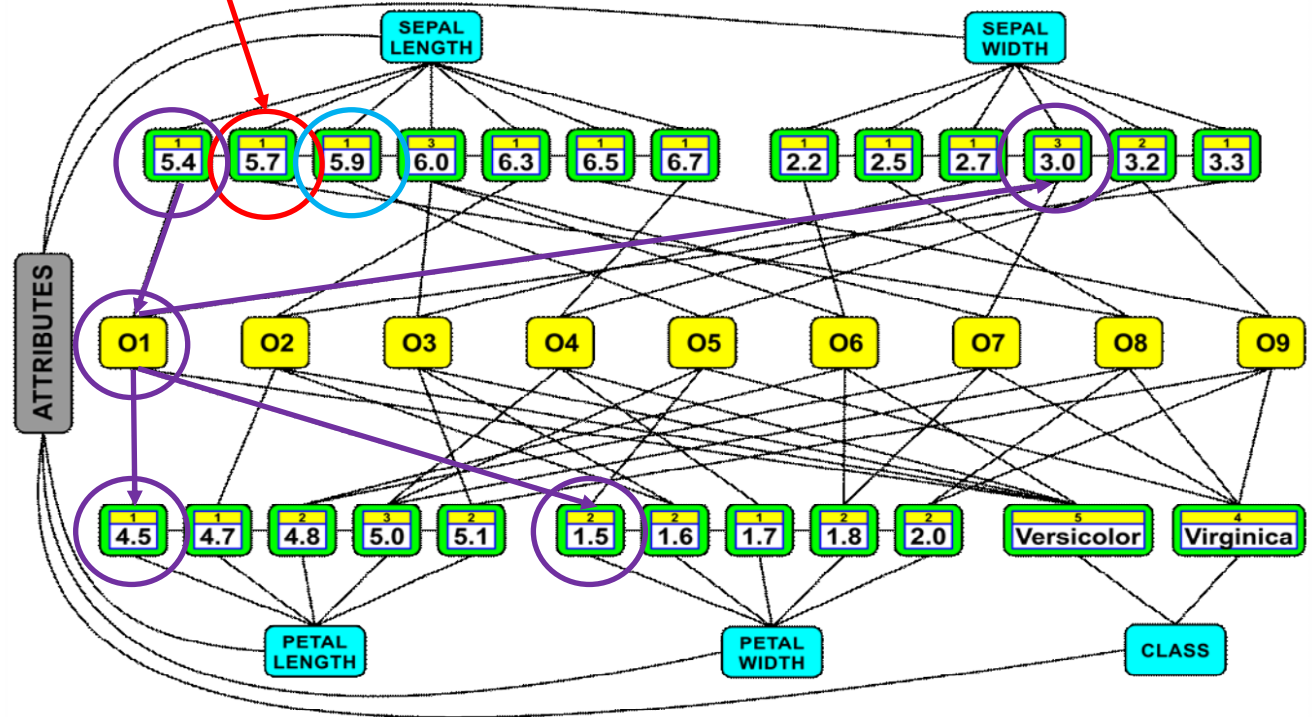 SEPAL
LENGTH
SEPAL
WIDTH
1 1 1 3 1 1 1 1 1 1 3 2 1
5.4 5.7 5.9 6.0 6.3 6.5 6.7 2.2 2.5 2.7 3.0 3.2 3.3
ATTRIBUTES
O1 O2 O3 O4 O5 O6 O7 O8 O9
1 1 2 3 2 2 2 1 2 2 5 4
4.5 4.7 4.8 5.0 5.1 1.5 1.6 1.7 1.8 2.0 Versicolor Virginica
PETAL
LENGTH
PETAL
WIDTH
CLASS